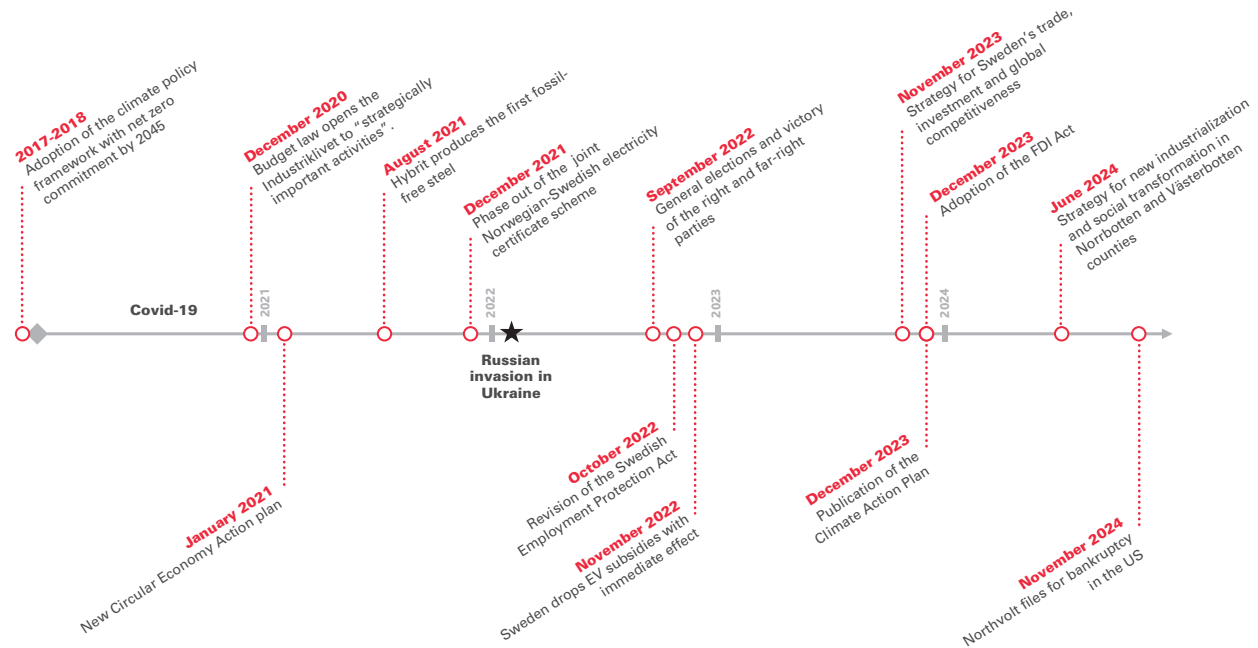 2017-2018
Adoption of the climate policy
framework with net zero
commitment by 2045
December 2020
Budget law opens the
Industriklivet to “strategically
important activities”.
August 2021
Hybrit produces the first fossil-
free steel
December 2021
Phase out of the joint
Norwegian-Swedish electricity
certificate scheme
September 2022
General elections and victory
of the right and far-right
parties
November 2023
Strategy for Sweden’s trade,
investment and global
competitiveness
December 2023
Adoption of the FDI Act
June 2024
Strategy for new industrialization
and social transformation in
Norrbotten and Västerbotten
counties
Covid-19
2021
2022
2023
2024
Russian
invasion in
Ukraine
January 2021
New Circular Economy Action plan
October 2022
Revision of the Swedish
Employment Protection Act
November 2022
Sweden drops EV subsidies with
immediate effect
December 2023
Publication of the
Climate Action Plan
November 2024
Northvolt files for bankruptcy
in the US